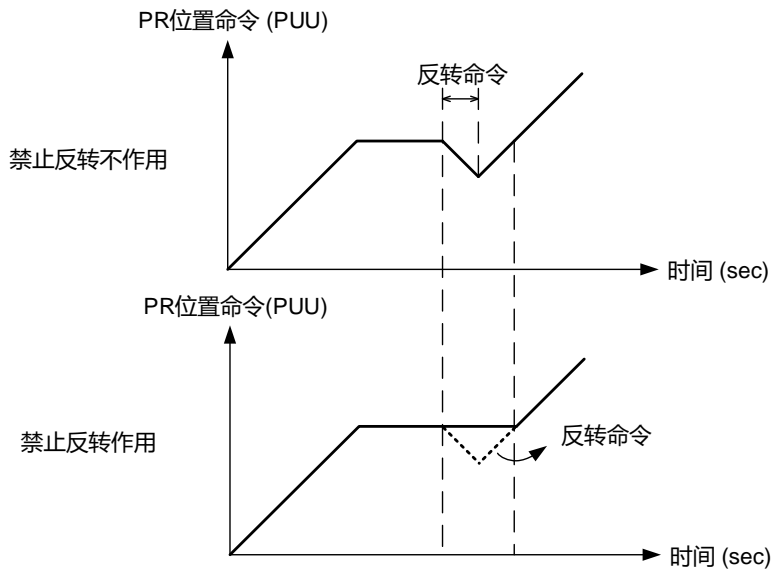 PR位置命令 (PUU)
反转命令
禁止反转不作用
时间 (sec)
PR位置命令(PUU)
禁止反转作用
反转命令
时间 (sec)